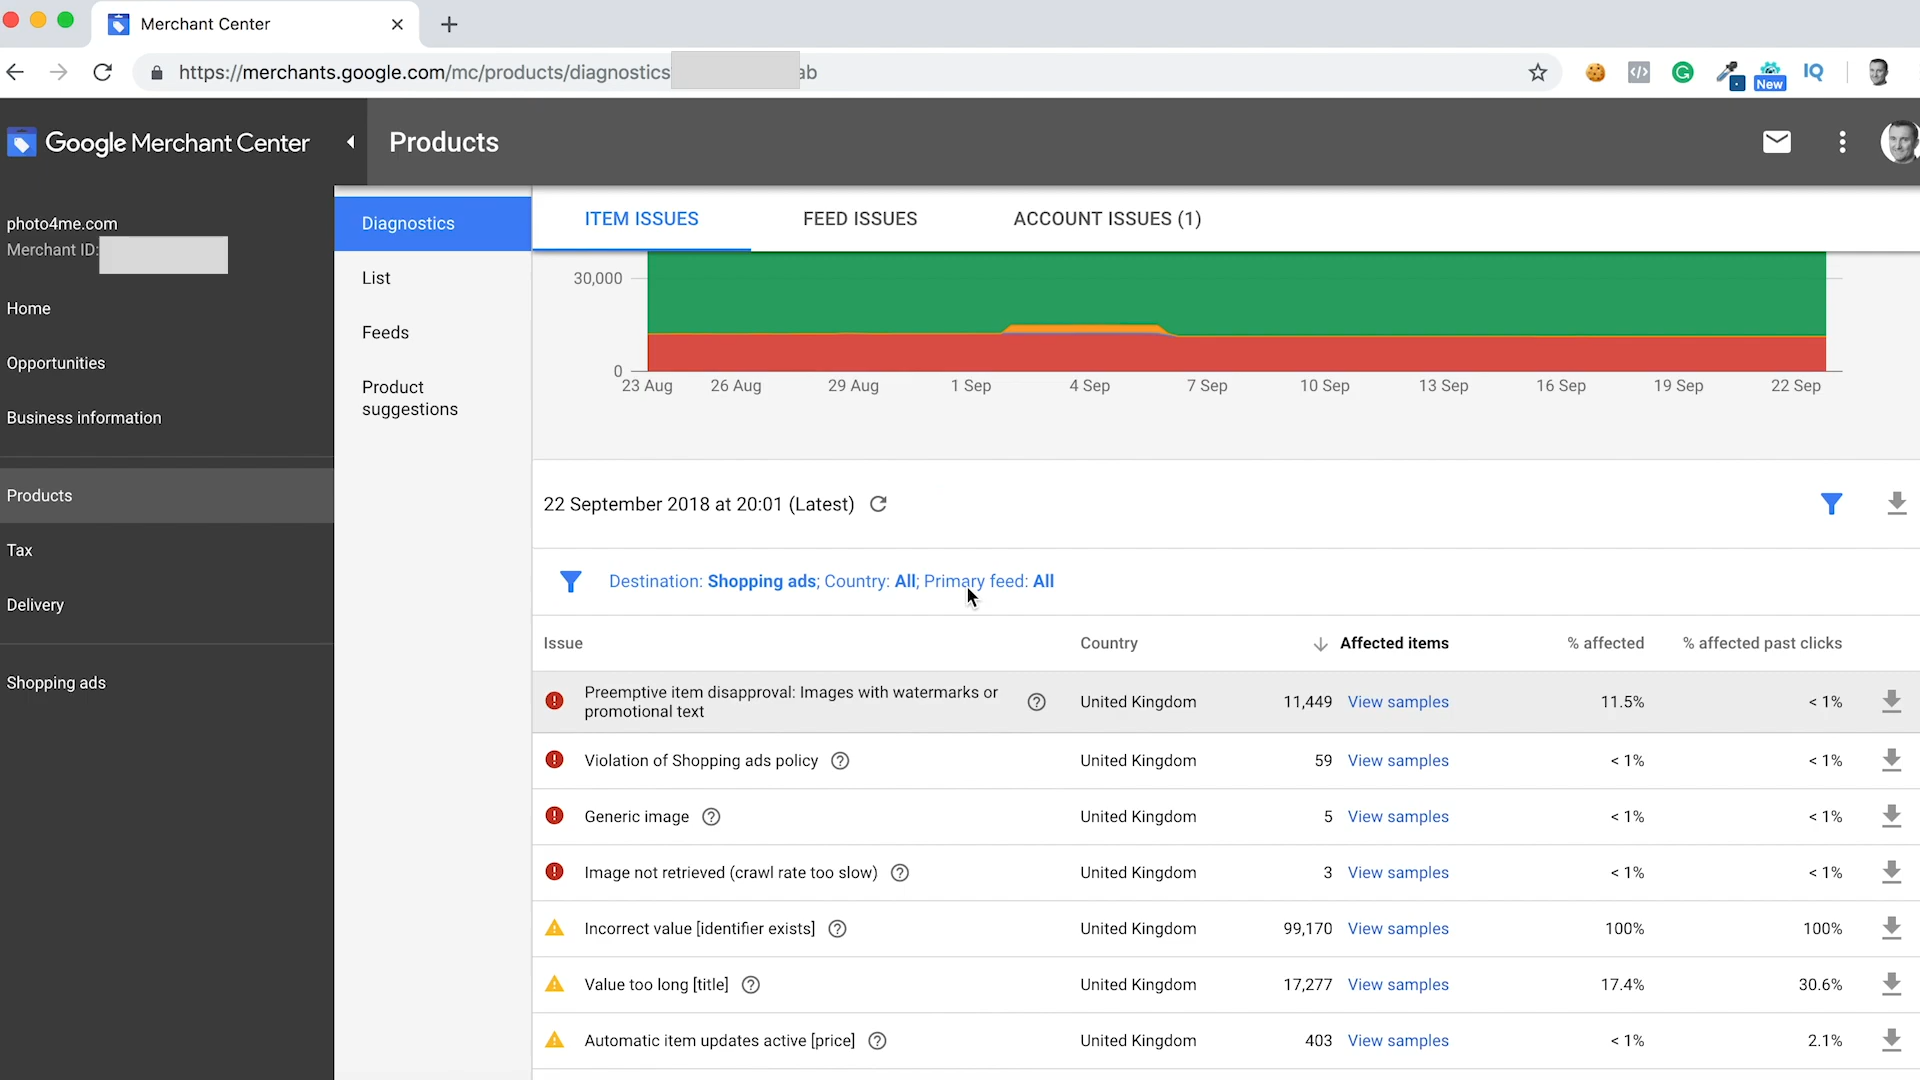 Merchant Center
https://merchants.google.com/mc/products/diagnostics ab
New
IQ
Google Merchant Center
Products
photo4me.com
Merchant ID:
Home
Opportunities
Business information
Products
Tax
Delivery
Shopping ads
Diagnostics
List
Feeds
Product
suggestions
ITEM ISSUES FEED ISSUES ACCOUNT ISSUES (1)
30,000
0
23 Aug 26 Aug 29 Aug 1 Sep 4 Sep 7 Sep 10 Sep 13 Sep 16 Sep 19 Sep 22 Sep
22 September 2018 at 20:01 (Latest)
Destination: Shopping ads; Country: All; Primary feed: All
Issue Country Affected items % affected % affected past clicks
Preemptive item disapproval: Images with watermarks or
promotional text
United Kingdom 11,449 View samples 11.5% < 1%
Violation of Shopping ads policy United Kingdom 59 View samples < 1% < 1%
Generic image United Kingdom 5 View samples < 1% < 1%
Image not retrieved (crawl rate too slow) United Kingdom 3 View samples < 1% < 1%
Incorrect value [identifier exists] United Kingdom 99,170 View samples 100% 100%
Value too long [title] United Kingdom 17,277 View samples 17.4% 30.6%
Automatic item updates active [price] United Kingdom 403 View samples < 1% 2.1%